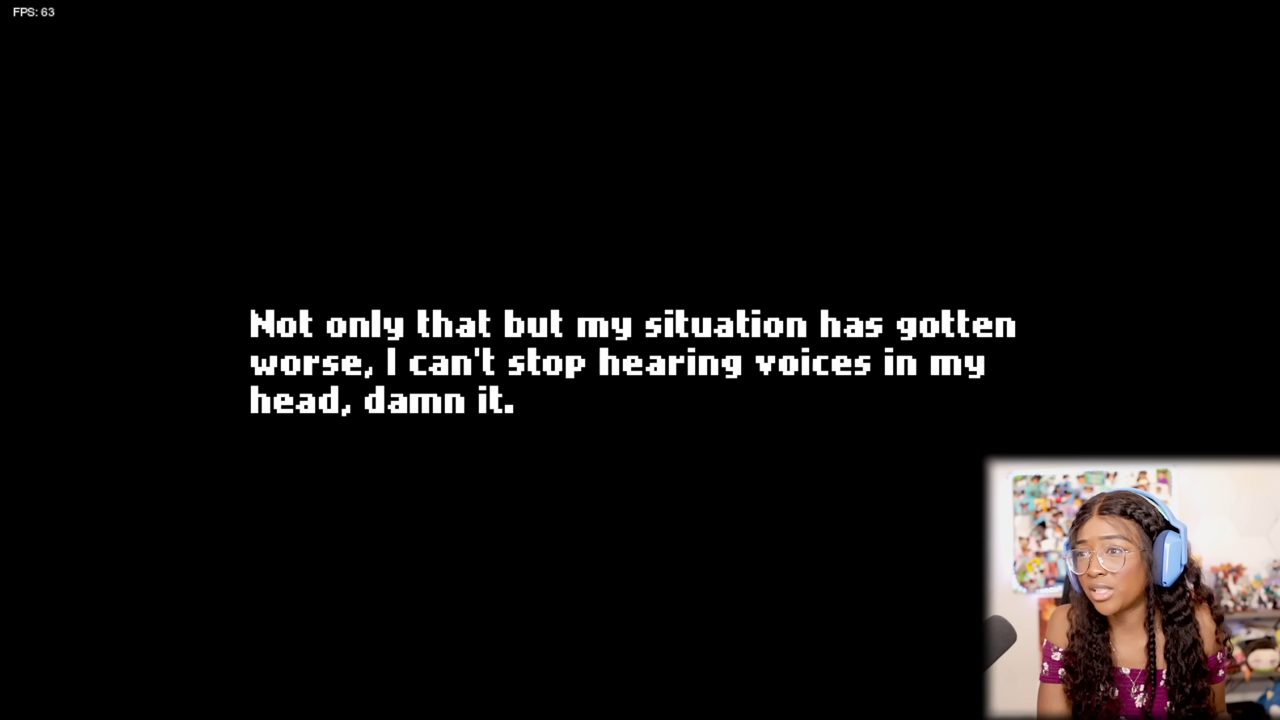 FPS: 63
Not only that but my situation has gotten
worse, I can't stop hearing voices in my
head, damn it.